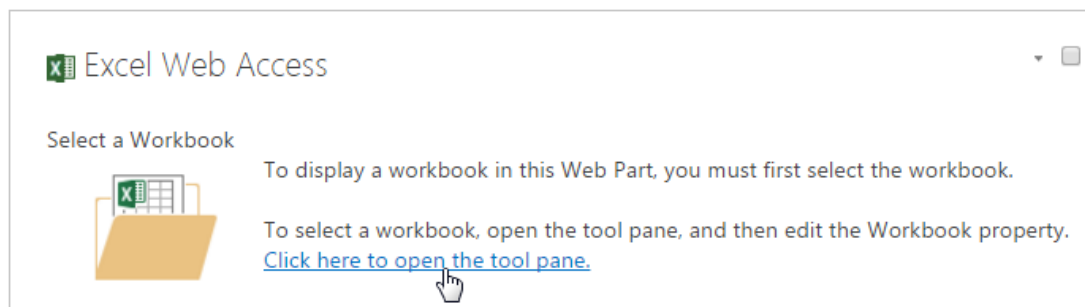 Excel Web Access
Select a Workbook
To display a workbook in this Web Part, you must first select the workbook.
To select a workbook, open the tool pane, and then edit the Workbook property.
Click here to open the tool pane.